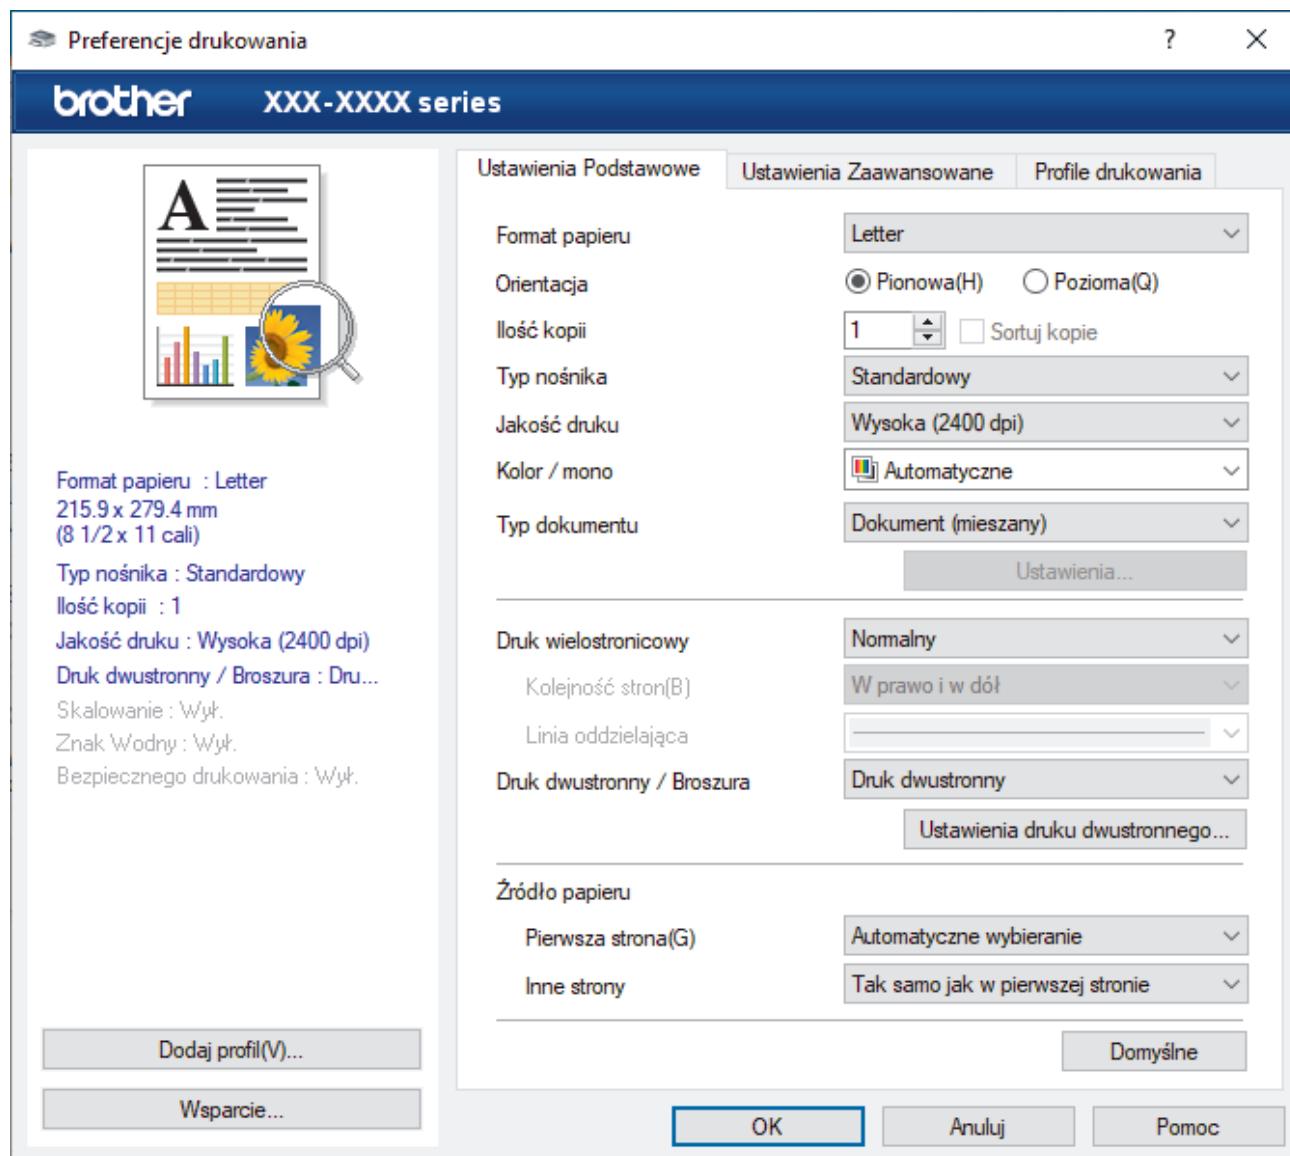 Preferencje drukowania
?
brother XXX-XXXX series
A
Format papieru : Letter
215.9 x 279.4 mm
(8 1/2 x 11 cali)
Typ nośnika : Standardowy
Ilość kopii : 1
Jakość druku : Wysoka (2400 dpi)
Druk dwustronny / Broszura : Dru...
Skalowanie : Wył.
Znak Wodny : Wył.
Bezpiecznego drukowania : Wył.
Dodaj profil(V)...
Wsparcie...
Ustawienia Podstawowe Ustawienia Zaawansowane Profile drukowania
Format papieru Letter
Orientacja Pionowa(H) Pozioma(Q)
Ilość kopii 1 Sortuj kopie
Typ nośnika Standardowy
Jakość druku Wysoka (2400 dpi)
Kolor / mono Automatyczne
Typ dokumentu Dokument (mieszany)
Ustawienia...
Druk wielostronicowy Normalny
Kolejność stron(B) W prawo i w dół
Linia oddzielająca
Druk dwustronny / Broszura Druk dwustronny
Ustawienia druku dwustronnego...
Źródło papieru
Pierwsza strona(G) Automatyczne wybieranie
Inne strony Tak samo jak w pierwszej stronie
Domyślne
OK Anuluj Pomoc